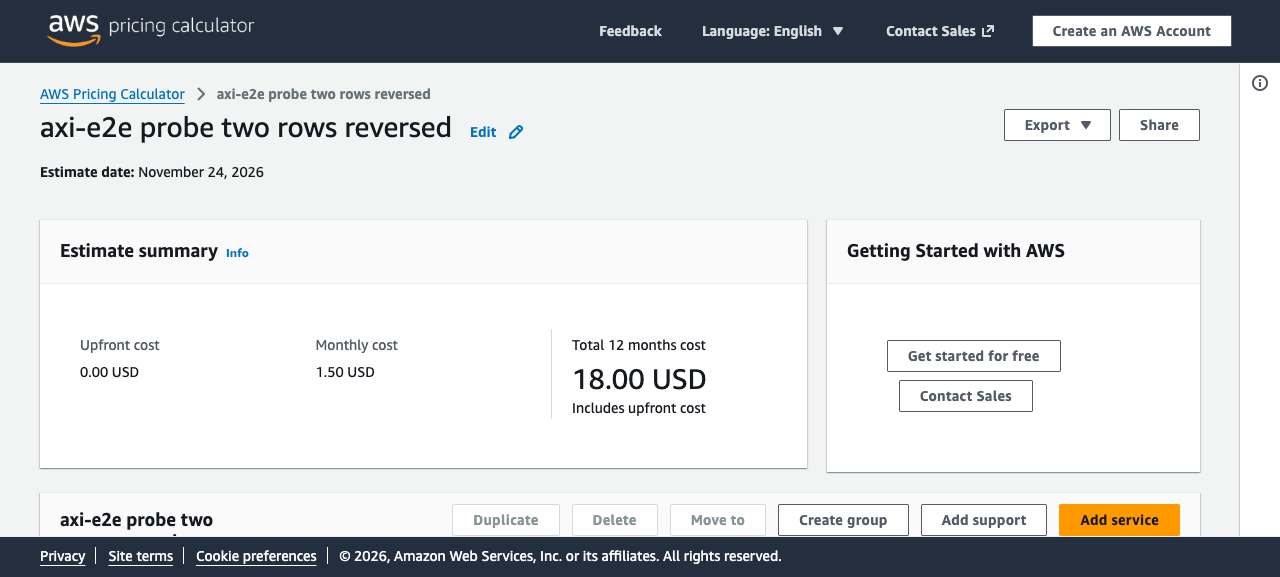 aws pricing calculator
Feedback
Language: English
Contact Sales
Create an AWS Account
AWS Pricing Calculator
axi-e2e probe two rows reversed
axi-e2e probe two rows reversed
Edit
Export
Share
Estimate date: November 24, 2026
Estimate summary Info
Upfront cost
0.00 USD
Monthly cost
1.50 USD
Total 12 months cost
18.00 USD
Includes upfront cost
Getting Started with AWS
Get started for free
Contact Sales
axi-e2e probe two
Duplicate
Delete
Move to
Create group
Add support
Add service
Privacy
Site terms
Cookie preferences
© 2026, Amazon Web Services, Inc. or its affiliates. All rights reserved.